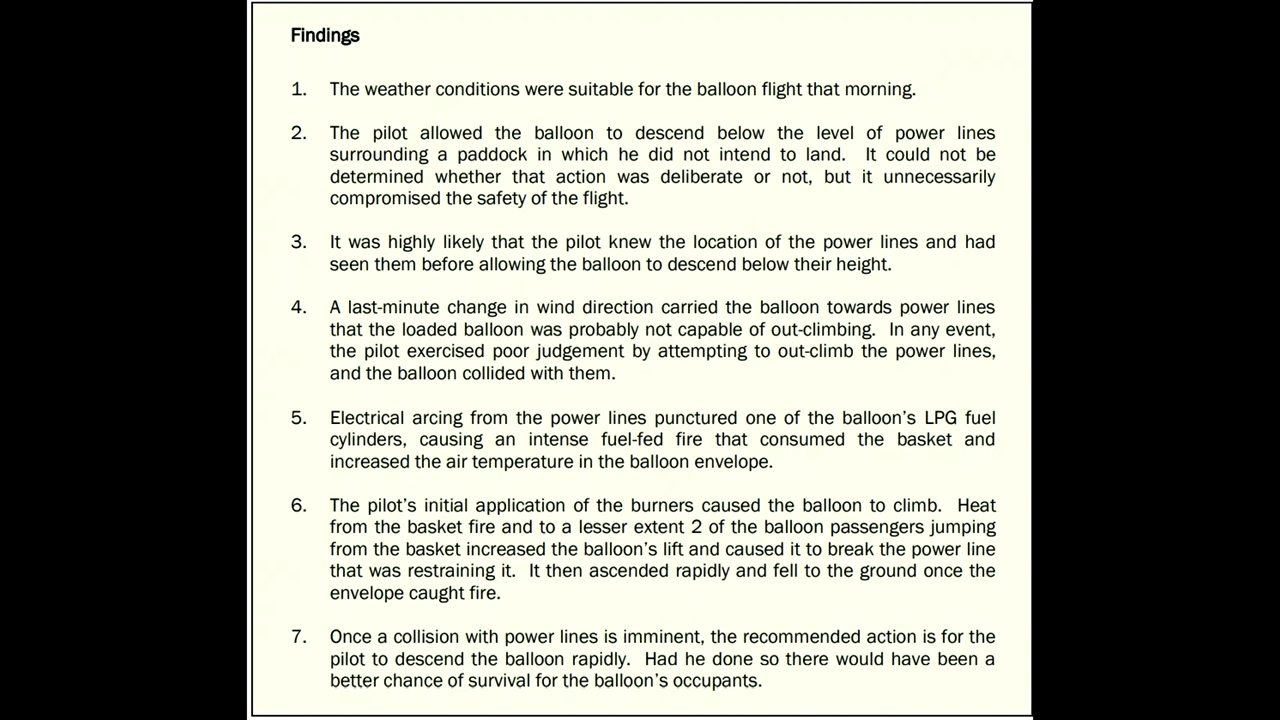 Findings
1. The weather conditions were suitable for the balloon flight that morning.
2. The pilot allowed the balloon to descend below the level of power lines
surrounding a paddock in which he did not intend to land. It could not be
determined whether that action was deliberate or not, but it unnecessarily
compromised the safety of the flight.
3. It was highly likely that the pilot knew the location of the power lines and had
seen them before allowing the balloon to descend below their height.
4. A last-minute change in wind direction carried the balloon towards power lines
that the loaded balloon was probably not capable of out-climbing. In any event,
the pilot exercised poor judgement by attempting to out-climb the power lines,
and the balloon collided with them.
5. Electrical arcing from the power lines punctured one of the balloon’s LPG fuel
cylinders, causing an intense fuel-fed fire that consumed the basket and
increased the air temperature in the balloon envelope.
6. The pilot’s initial application of the burners caused the balloon to climb. Heat
from the basket fire and to a lesser extent 2 of the balloon passengers jumping
from the basket increased the balloon’s lift and caused it to break the power line
that was restraining it. It then ascended rapidly and fell to the ground once the
envelope caught fire.
7. Once a collision with power lines is imminent, the recommended action is for the
pilot to descend the balloon rapidly. Had he done so there would have been a
better chance of survival for the balloon’s occupants.